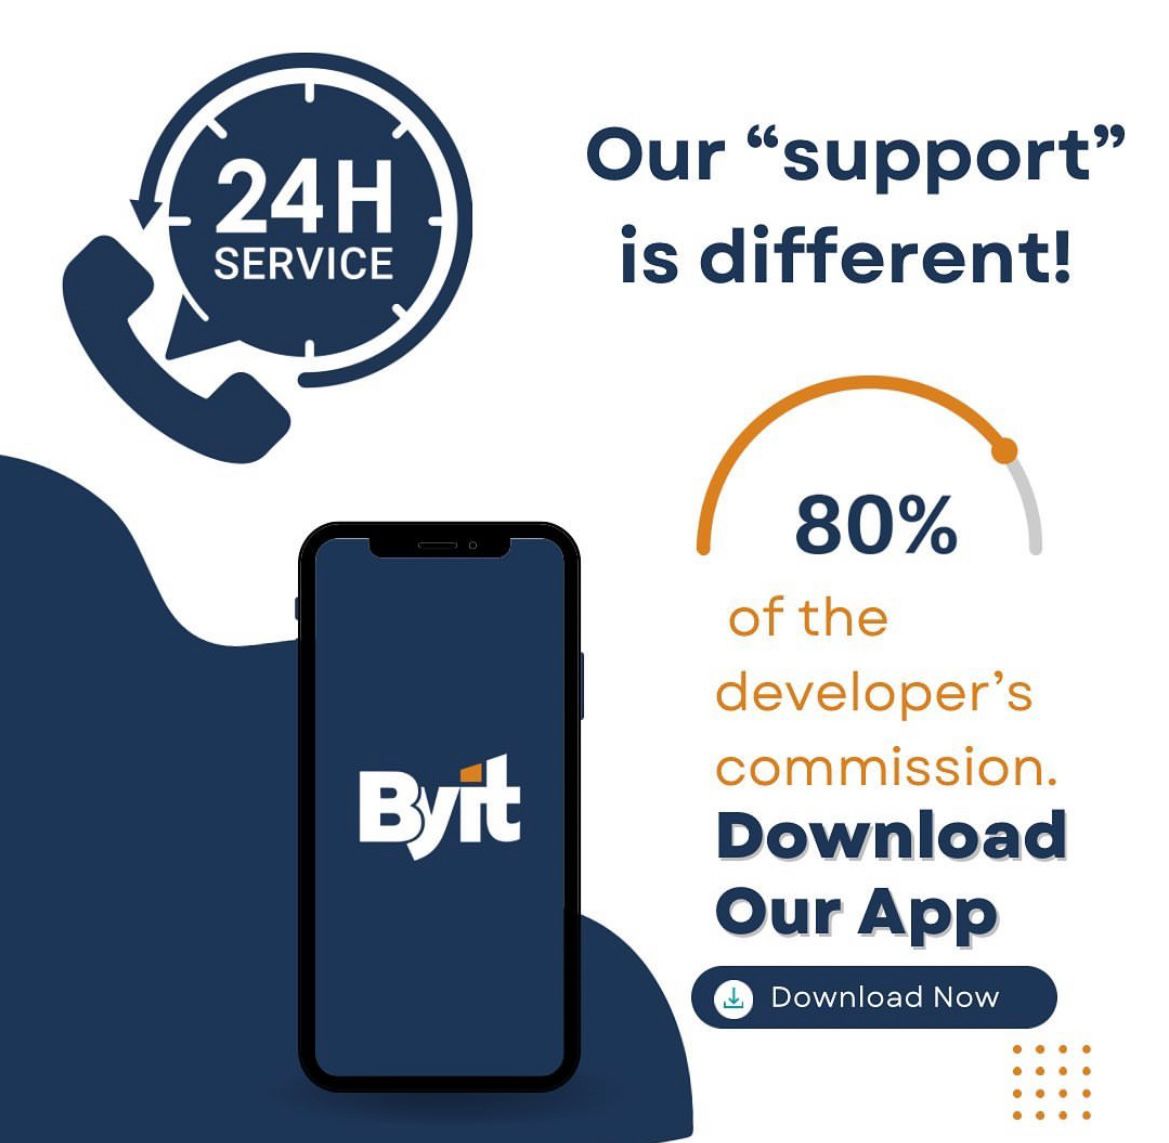 24H
SERVICE
Our “support”
is different!
80%
of the
developer’s
commission.
Byit
Download
Our App
Download Now